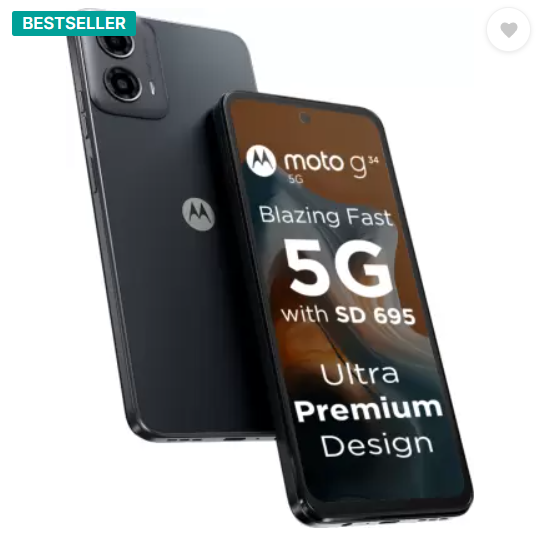 BESTSELLER
moto g34
5G
Blazing Fast
5G
with SD 695
Ultra
Premium
Design